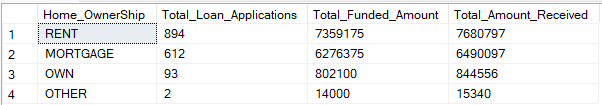 Home_OwnerShip Total_Loan_Applications Total_Funded_Amount Total_Amount_Received
1 RENT 894 7359175 7680797
2 MORTGAGE 612 6276375 6490097
3 OWN 93 802100 844556
4 OTHER 2 14000 15340